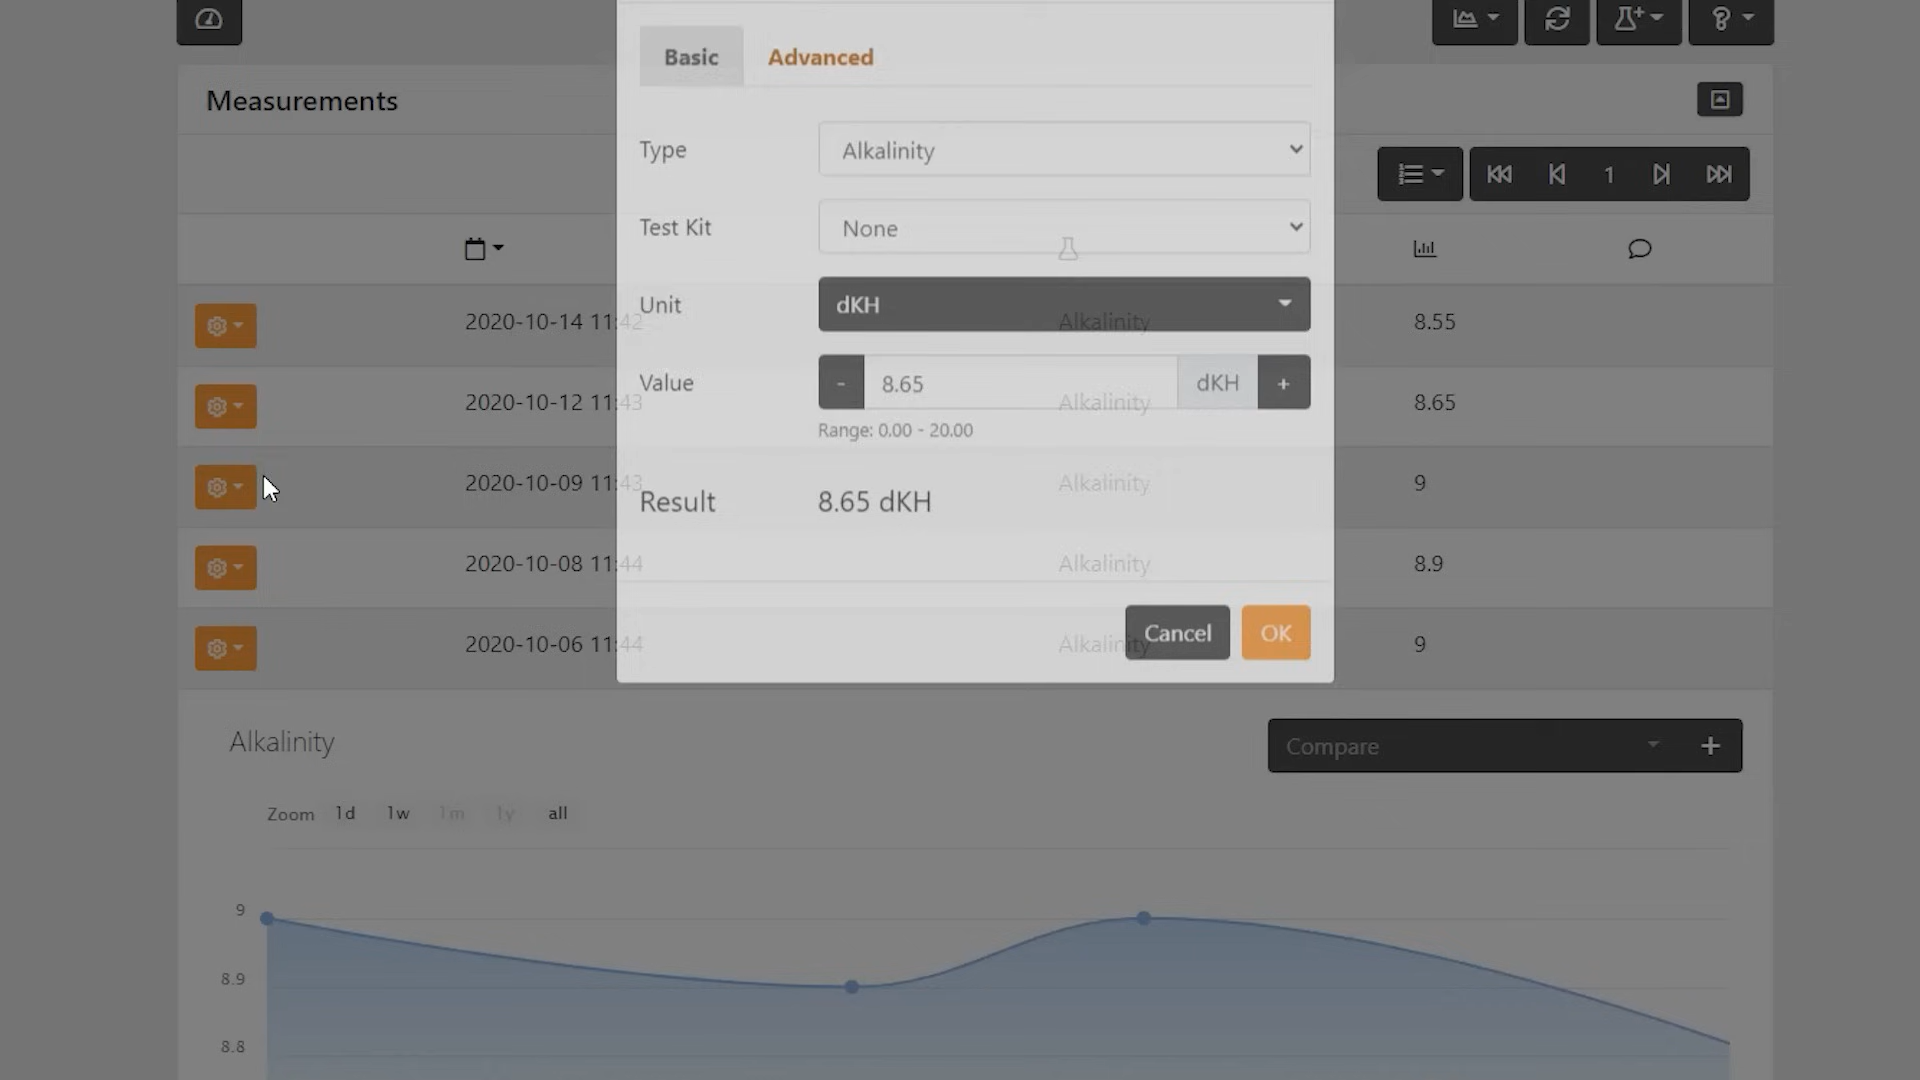 Basic Advanced
Measurements
Type Alkalinity
1
Test Kit None
Unit dKH
2020-10-14 11:42 Alkalinity 8.55
Value - 8.65 dKH +
2020-10-12 11:43 Alkalinity 8.65
Range: 0.00 - 20.00
2020-10-09 11:43 Alkalinity 9
Result 8.65 dKH
2020-10-08 11:44 Alkalinity 8.9
Cancel OK
2020-10-06 11:44 Alkalinity 9
Alkalinity Compare +
Zoom 1d 1w 1m 1y all
9
8.9
8.8